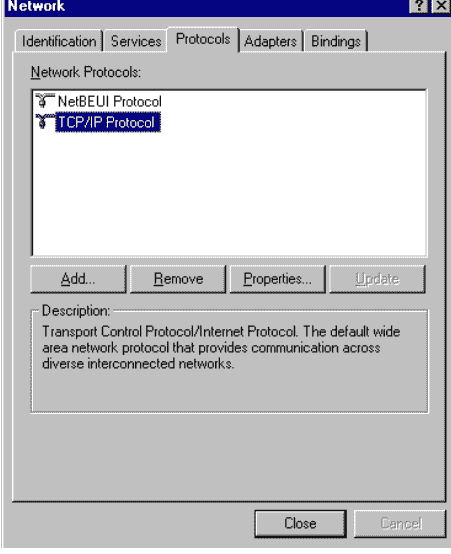 Network
Identification Services Protocols Adapters Bindings
Network Protocols:
NetBEUI Protocol
TCP/IP Protocol
Add... Remove Properties... Update
Description:
Transport Control Protocol/Internet Protocol. The default wide
area network protocol that provides communication across
diverse interconnected networks.
Close Cancel